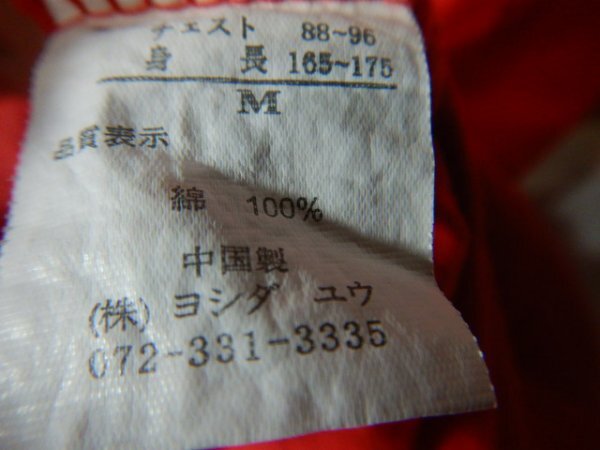 チェスト 88~96
身長 165~175
M
品質表示
綿 100%
中国製
(株) ヨシダ ユウ
072-331-3335